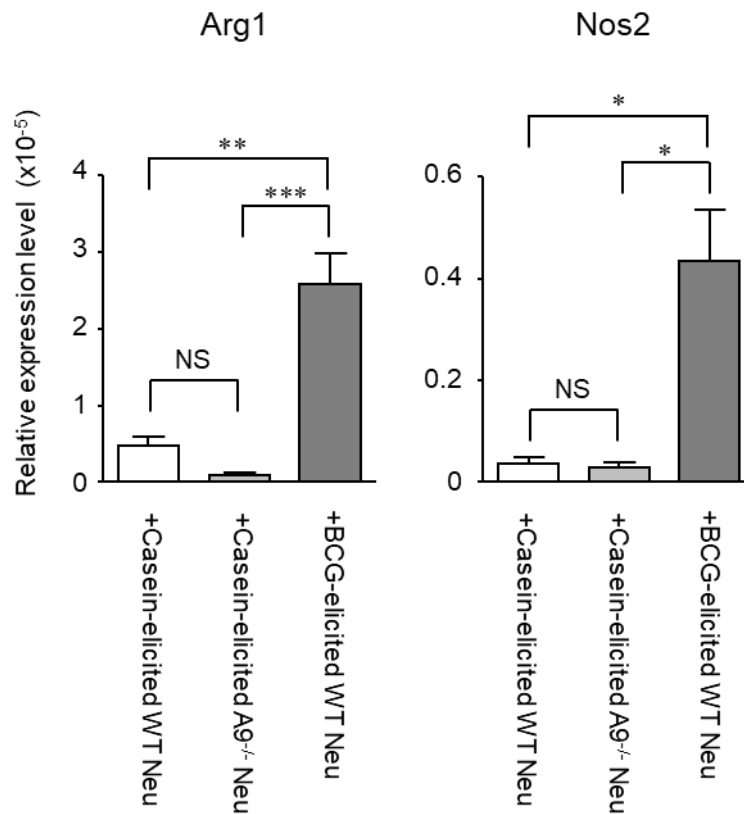 Arg1
Nos2
Relative expression level (x10-5)
4
3
2
1
0
**
***
NS
0.6
0.4
0.2
0
*
*
NS
+Casein-elicited WT Neu
+Casein-elicited A9-/- Neu
+BCG-elicited WT Neu
+Casein-elicited WT Neu
+Casein-elicited A9-/- Neu
+BCG-elicited WT Neu